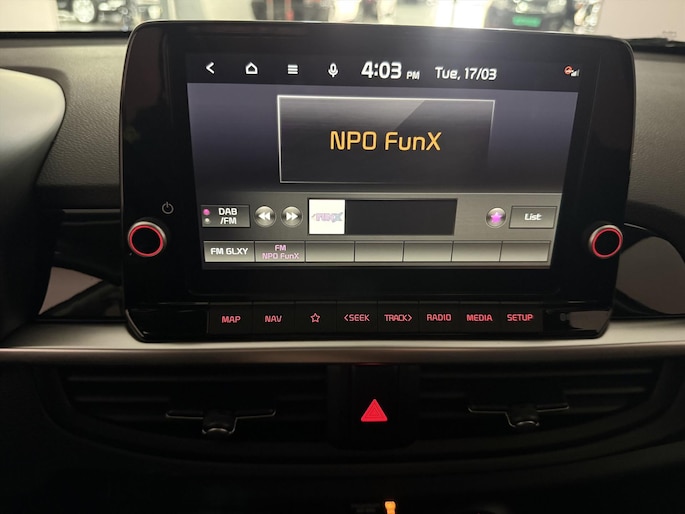 4:03 PM Tue, 17/03
NPO FunX
DAB
/FM
FUNX
List
FM GLXY
FM
NPO FunX
MAP NAV <SEEK TRACK> RADIO MEDIA SETUP